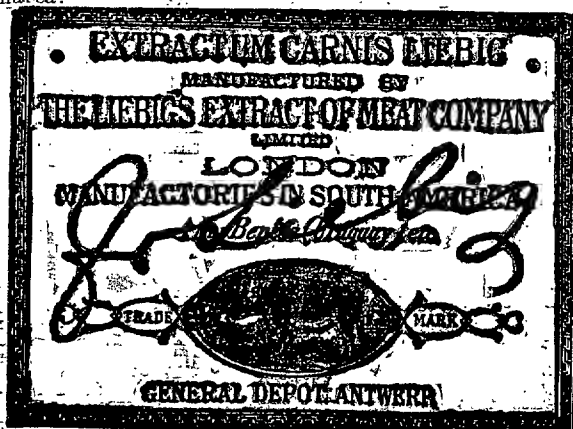 EXTRACTUM CARNIS LIEBIG
MANUFACTURED BY
THE LIEBIG'S EXTRACT OF MEAT COMPANY
LIMITED
LONDON
MANUFACTORIES IN SOUTH AMERICA
TRADE MARK
GENERAL DEPOT: ANTWERP